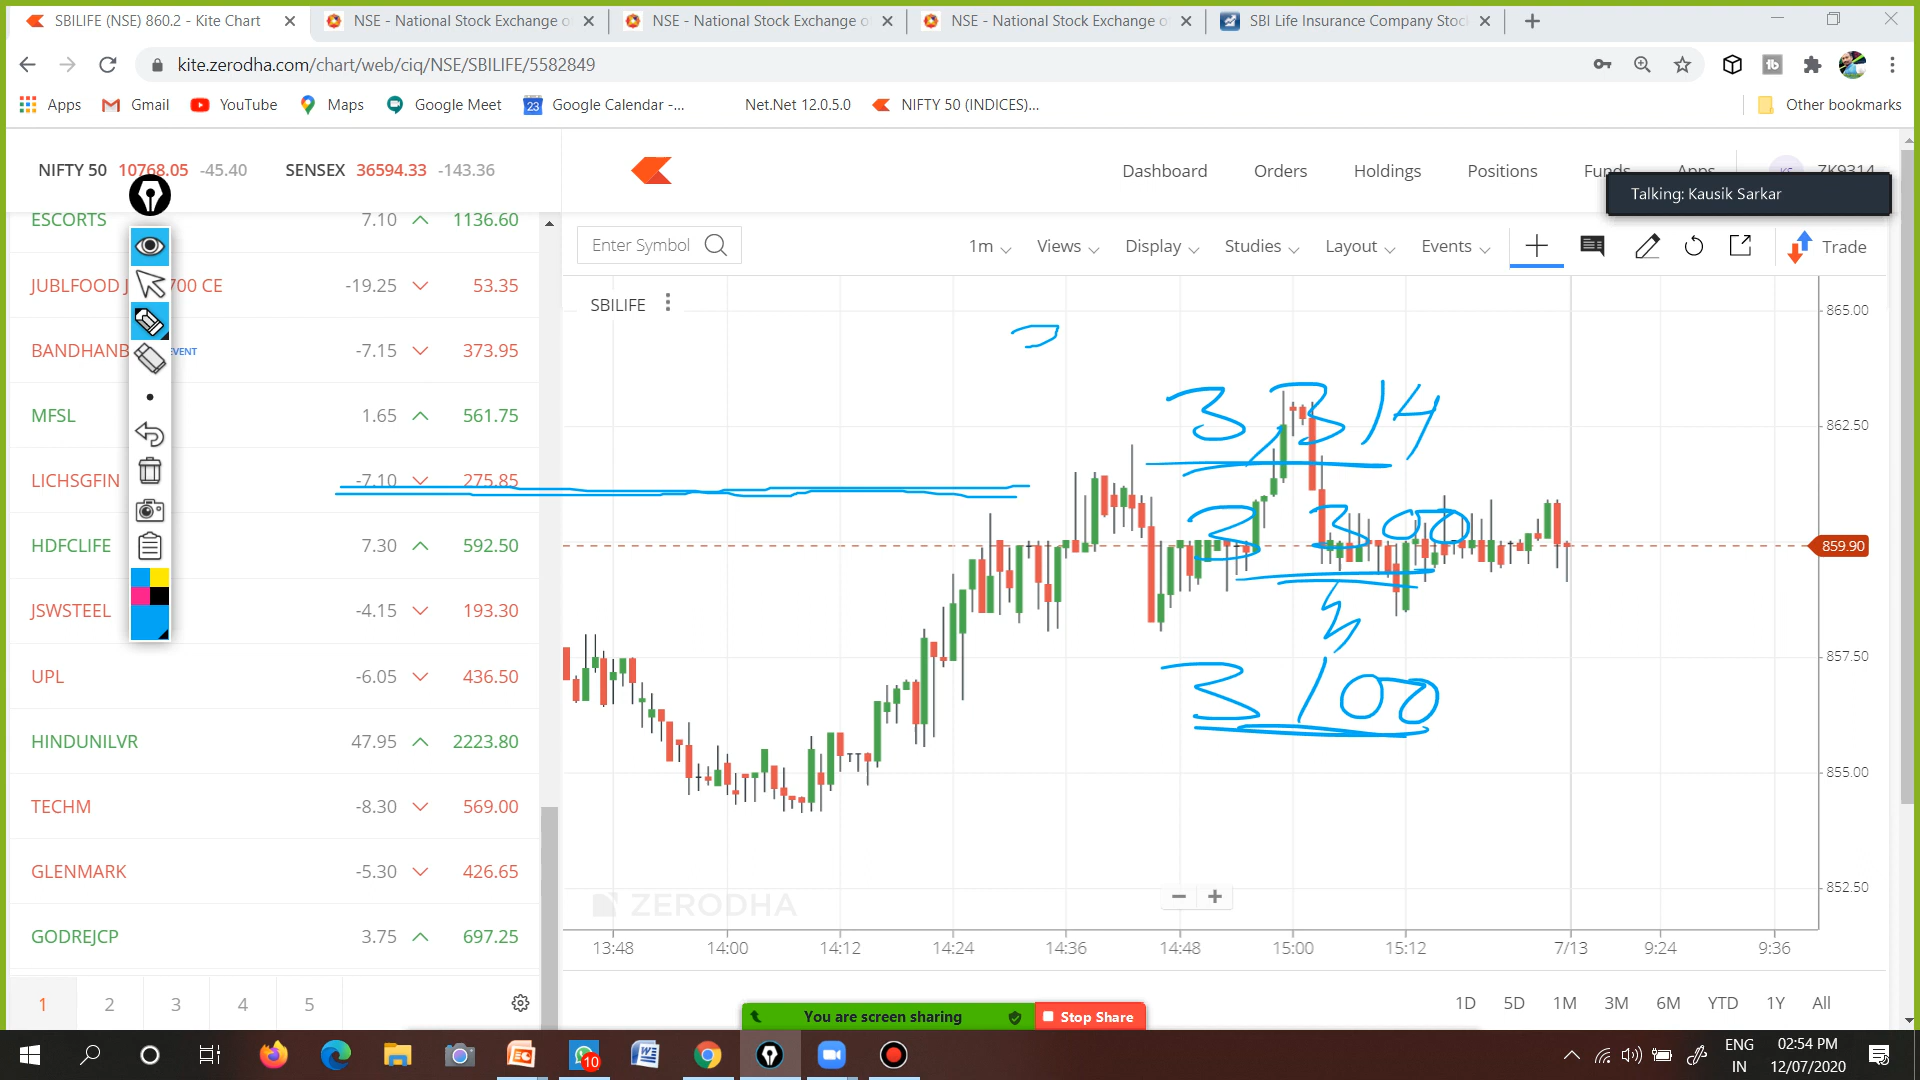 SBILIFE (NSE) 860.2 - Kite Chart
NSE - National Stock Exchange o
NSE - National Stock Exchange o
NSE - National Stock Exchange o
SBI Life Insurance Company Stoc
kite.zerodha.com/chart/web/ciq/NSE/SBILIFE/5582849
Apps Gmail YouTube Maps Google Meet 23 Google Calendar -... Net.Net 12.0.5.0 NIFTY 50 (INDICES)... Other bookmarks
NIFTY 50 10768.05 -45.40 SENSEX 36594.33 -143.36
Dashboard Orders Holdings Positions Funds Apps ZK9314
Talking: Kausik Sarkar
ESCORTS 7.10 1136.60
Enter Symbol 1m Views Display Studies Layout Events Trade
JUBLFOOD J 700 CE -19.25 53.35
SBILIFE
BANDHANB EVENT -7.15 373.95
MFSL 1.65 561.75
LICHSGFIN -7.10 275.85
HDFCLIFE 7.30 592.50
JSWSTEEL -4.15 193.30
UPL -6.05 436.50
HINDUNILVR 47.95 2223.80
TECHM -8.30 569.00
GLENMARK -5.30 426.65
GODREJCP 3.75 697.25
1 2 3 4 5
3,314
3300
3100
865.00
862.50
859.90
857.50
855.00
852.50
ZERODHA
13:48 14:00 14:12 14:24 14:36 14:48 15:00 15:12 7/13 9:24 9:36
1D 5D 1M 3M 6M YTD 1Y All
You are screen sharing Stop Share
10
ENG
IN
02:54 PM
12/07/2020